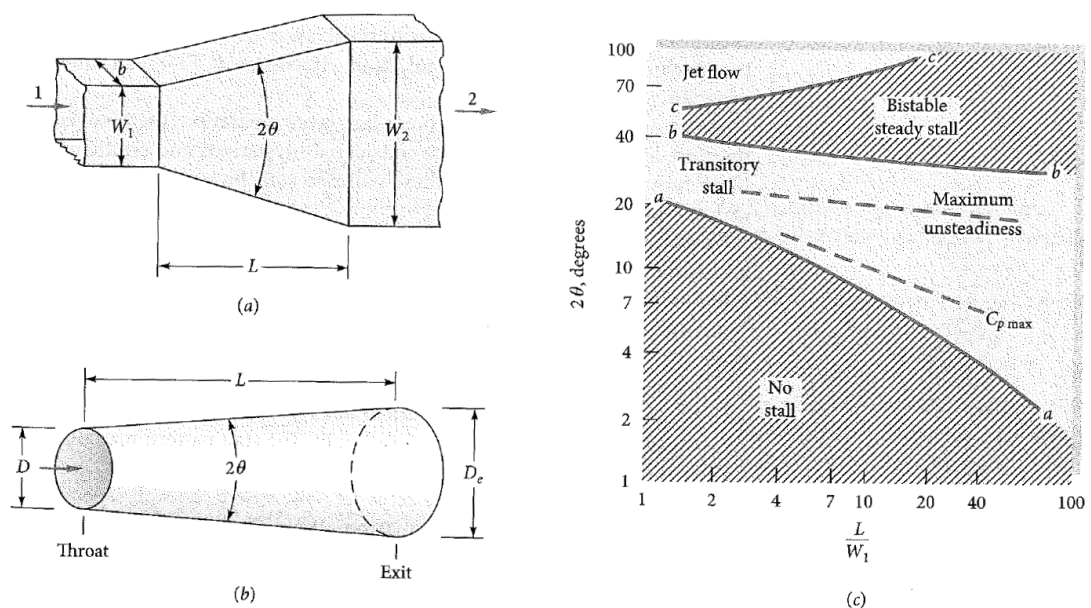 b
1
2
W₁
2θ
W₂
L
(a)
L
D
2θ
Dₑ
Throat
Exit
(b)
100
70
40
20
10
7
4
2
1
2θ, degrees
Jet flow
c
c
Bistable
steady stall
b
b
Transitory
stall
Maximum
unsteadiness
a
Cp max
No
stall
a
1 2 4 7 10 20 40 100
L
W₁
(c)